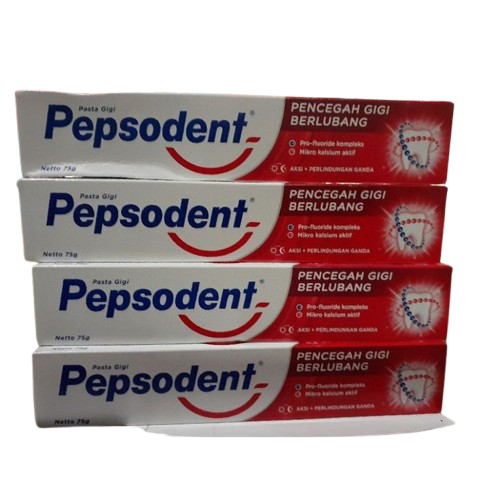 Pasta Gigi
Pepsodent®
Netto 75g
PENCEGAH GIGI
BERLUBANG
Pro-fluoride kompleks
Mikro kalsium aktif
AKSI + PERLINDUNGAN GANDA
Pasta Gigi
Pepsodent®
Netto 75g
PENCEGAH GIGI
BERLUBANG
Pro-fluoride kompleks
Mikro kalsium aktif
AKSI + PERLINDUNGAN GANDA
Pasta Gigi
Pepsodent®
Netto 75g
PENCEGAH GIGI
BERLUBANG
Pro-fluoride kompleks
Mikro kalsium aktif
AKSI + PERLINDUNGAN GANDA
Pasta Gigi
Pepsodent®
Netto 75g
PENCEGAH GIGI
BERLUBANG
Pro-fluoride kompleks
Mikro kalsium aktif
AKSI + PERLINDUNGAN GANDA